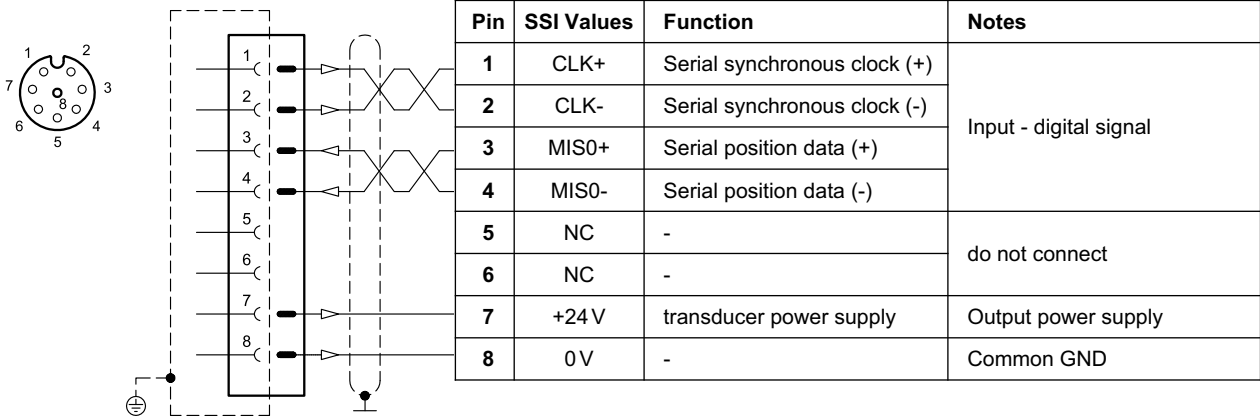 1 2
7 8 3
6 4
5
1
2
3
4
5
6
7
8
Pin SSI Values Function Notes
1 CLK+ Serial synchronous clock (+)
2 CLK- Serial synchronous clock (-)
Input - digital signal
3 MIS0+ Serial position data (+)
4 MIS0- Serial position data (-)
5 NC -
do not connect
6 NC -
7 +24 V transducer power supply Output power supply
8 0 V - Common GND